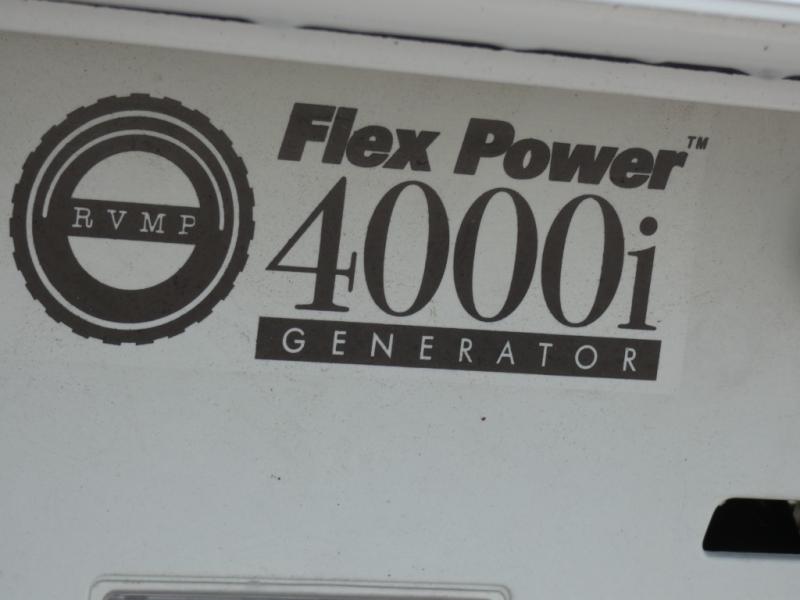 RVMP
Flex Power™
4000i
GENERATOR